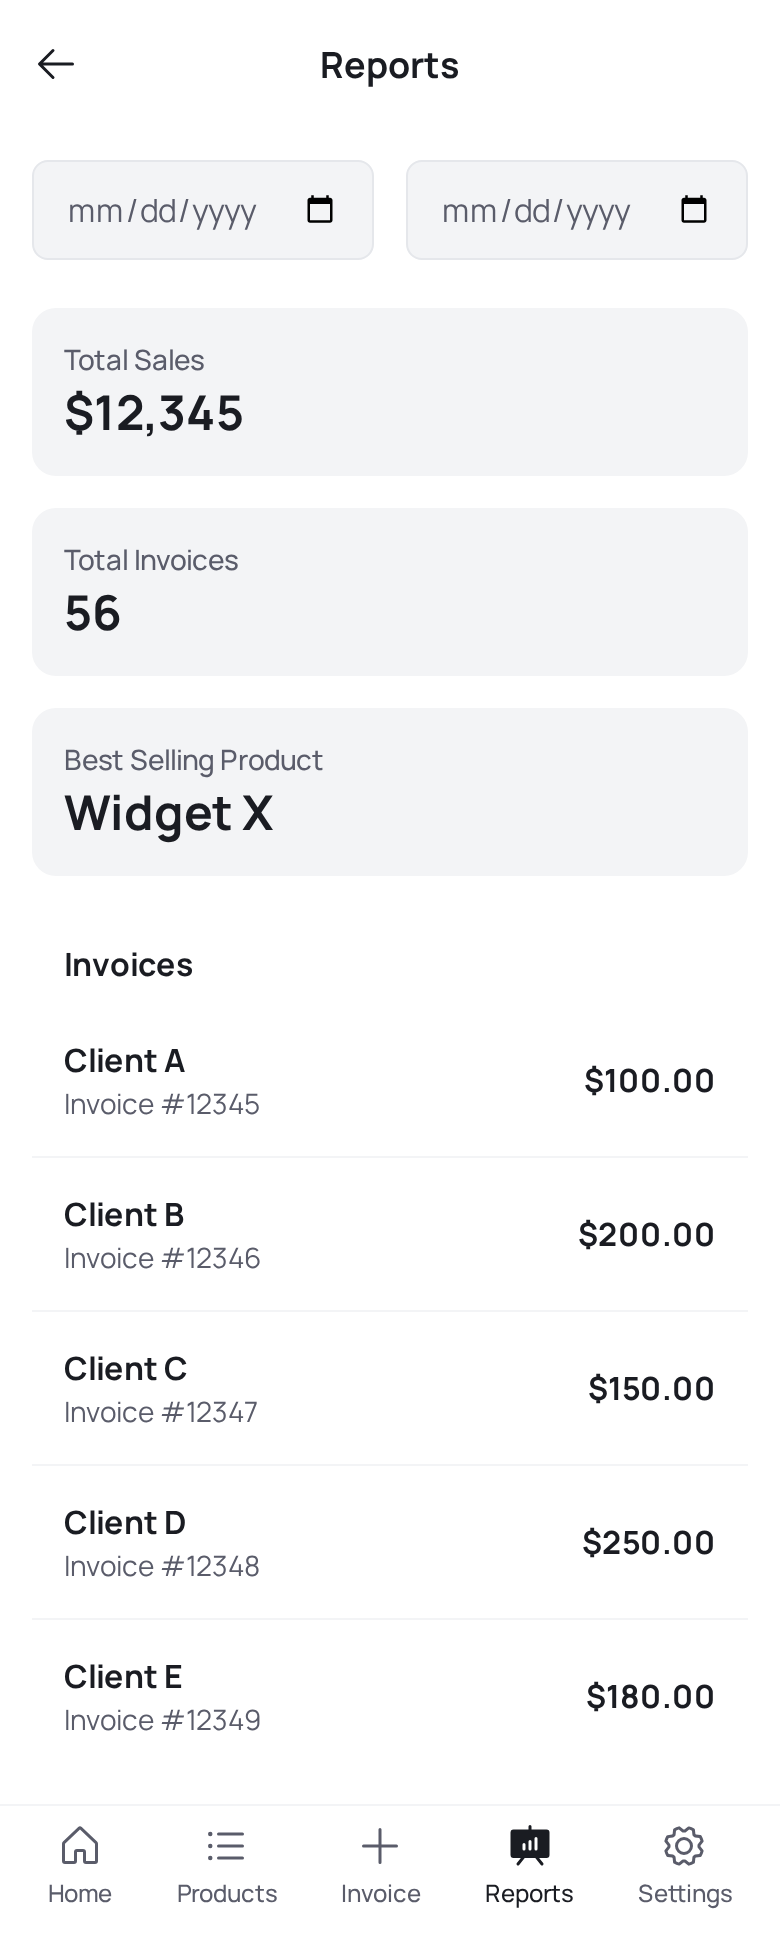 Reports
mm/dd/yyyy mm/dd/yyyy
Total Sales
$12,345
Total Invoices
56
Best Selling Product
Widget X
Invoices
Client A
Invoice #12345
$100.00
Client B
Invoice #12346
$200.00
Client C
Invoice #12347
$150.00
Client D
Invoice #12348
$250.00
Client E
Invoice #12349
$180.00
Home Products Invoice Reports Settings